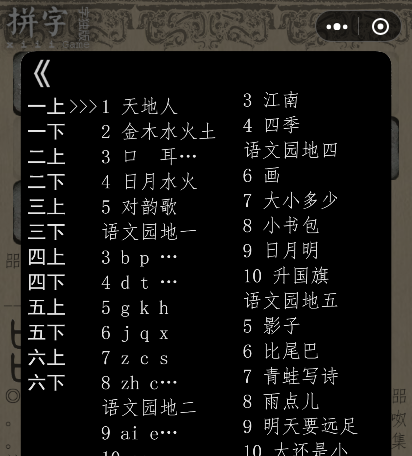 拼字
《
一上>>>
一下
二上
二下
三上
三下
四上
四下
五上
五下
六上
六下
1 天地人
2 金木水火土
3 口 耳…
4 日月水火
5 对韵歌
语文园地一
3 b p …
4 d t …
5 g k h
6 j q x
7 z c s
8 zh c…
语文园地二
9 ai e…
10
3 江南
4 四季
语文园地四
6 画
7 大小多少
8 小书包
9 日月明
10 升国旗
语文园地五
5 影子
6 比尾巴
7 青蛙写诗
8 雨点儿
9 明天要远足
10 大还是小